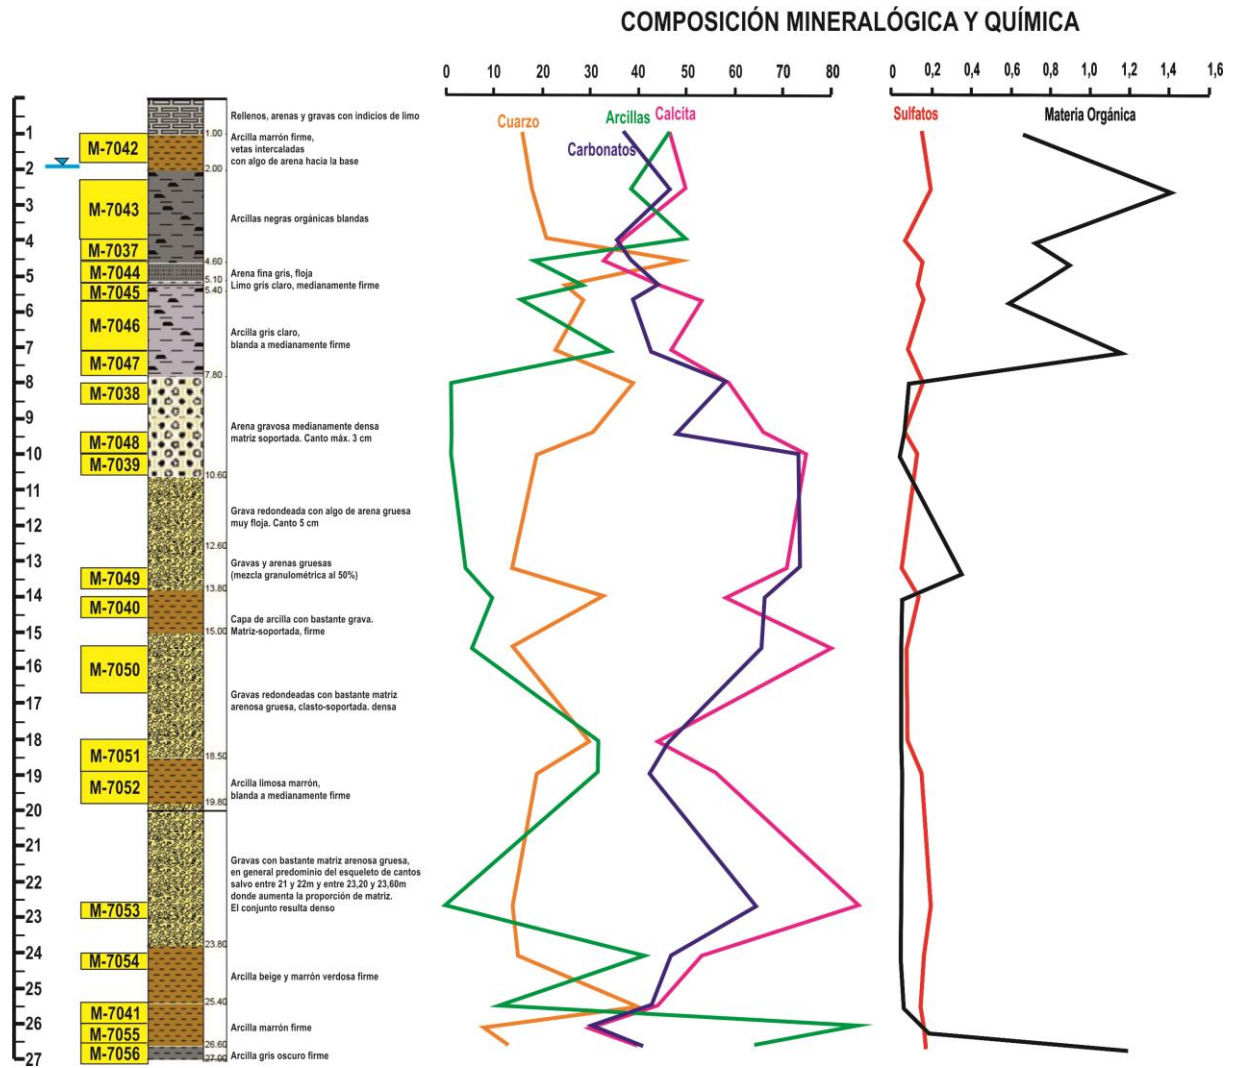 COMPOSICIÓN MINERALÓGICA Y QUÍMICA
0 10 20 30 40 50 60 70 80
0,0 0,2 0,4 0,6 0,8 1,0 1,2 1,4 1,6
Cuarzo
Arcillas
Calcita
Carbonatos
Sulfatos
Materia Orgánica
1
2
3
4
5
6
7
8
9
10
11
12
13
14
15
16
17
18
19
20
21
22
23
24
25
26
27
M-7042
M-7043
M-7037
M-7044
M-7045
M-7046
M-7047
M-7038
M-7048
M-7039
M-7049
M-7040
M-7050
M-7051
M-7052
M-7053
M-7054
M-7041
M-7055
M-7056
1.00
2.00
4.60
5.10
5.40
7.80
10.60
12.60
13.80
15.00
18.50
19.80
23.80
25.40
26.60
27.00
Rellenos, arenas y gravas con indicios de limo
Arcilla marrón firme,
vetas intercaladas
con algo de arena hacia la base
Arcillas negras orgánicas blandas
Arena fina gris, floja
Limo gris claro, medianamente firme
Arcilla gris claro,
blanda a medianamente firme
Arena gravosa medianamente densa
matriz soportada. Canto máx. 3 cm
Grava redondeada con algo de arena gruesa
muy floja. Canto 5 cm
Gravas y arenas gruesas
(mezcla granulométrica al 50%)
Capa de arcilla con bastante grava.
Matriz-soportada, firme
Gravas redondeadas con bastante matriz
arenosa gruesa, clasto-soportada. densa
Arcilla limosa marrón,
blanda a medianamente firme
Gravas con bastante matriz arenosa gruesa,
en general predominio del esqueleto de cantos
salvo entre 21 y 22m y entre 23,20 y 23,60m
donde aumenta la proporción de matriz.
El conjunto resulta denso
Arcilla beige y marrón verdosa firme
Arcilla marrón firme
Arcilla gris oscuro firme